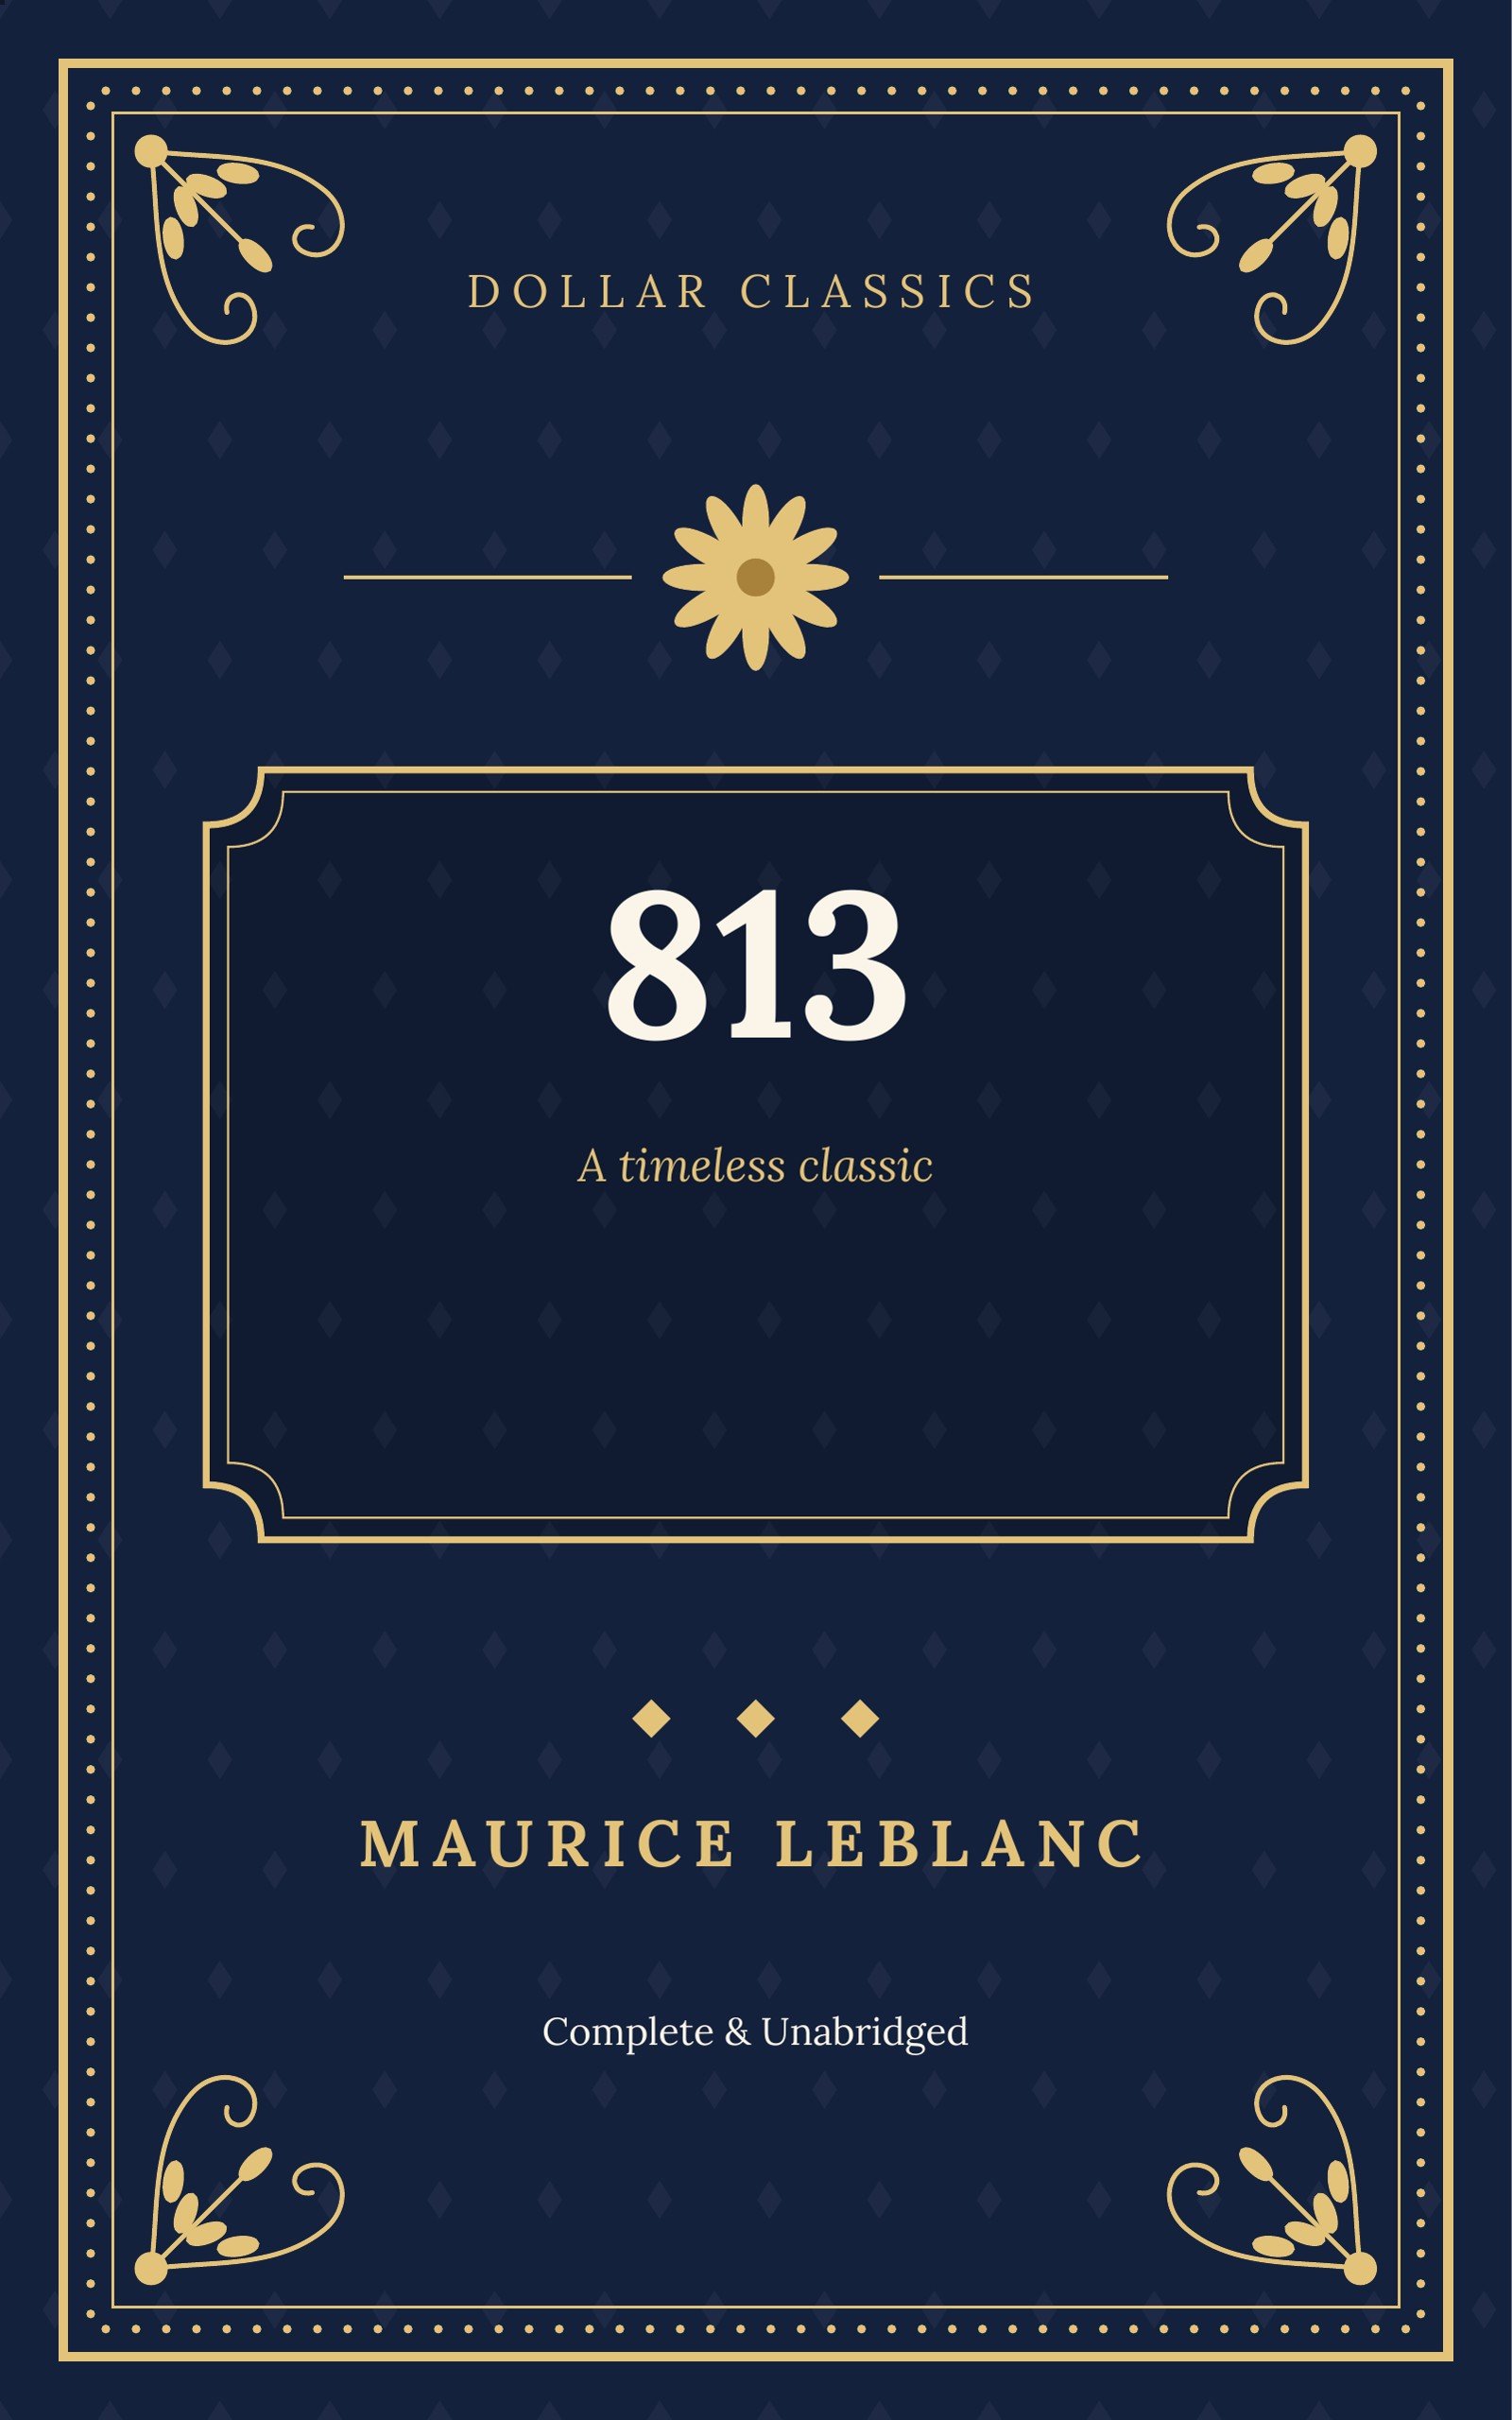 DOLLAR CLASSICS
813
A timeless classic
MAURICE LEBLANC
Complete & Unabridged